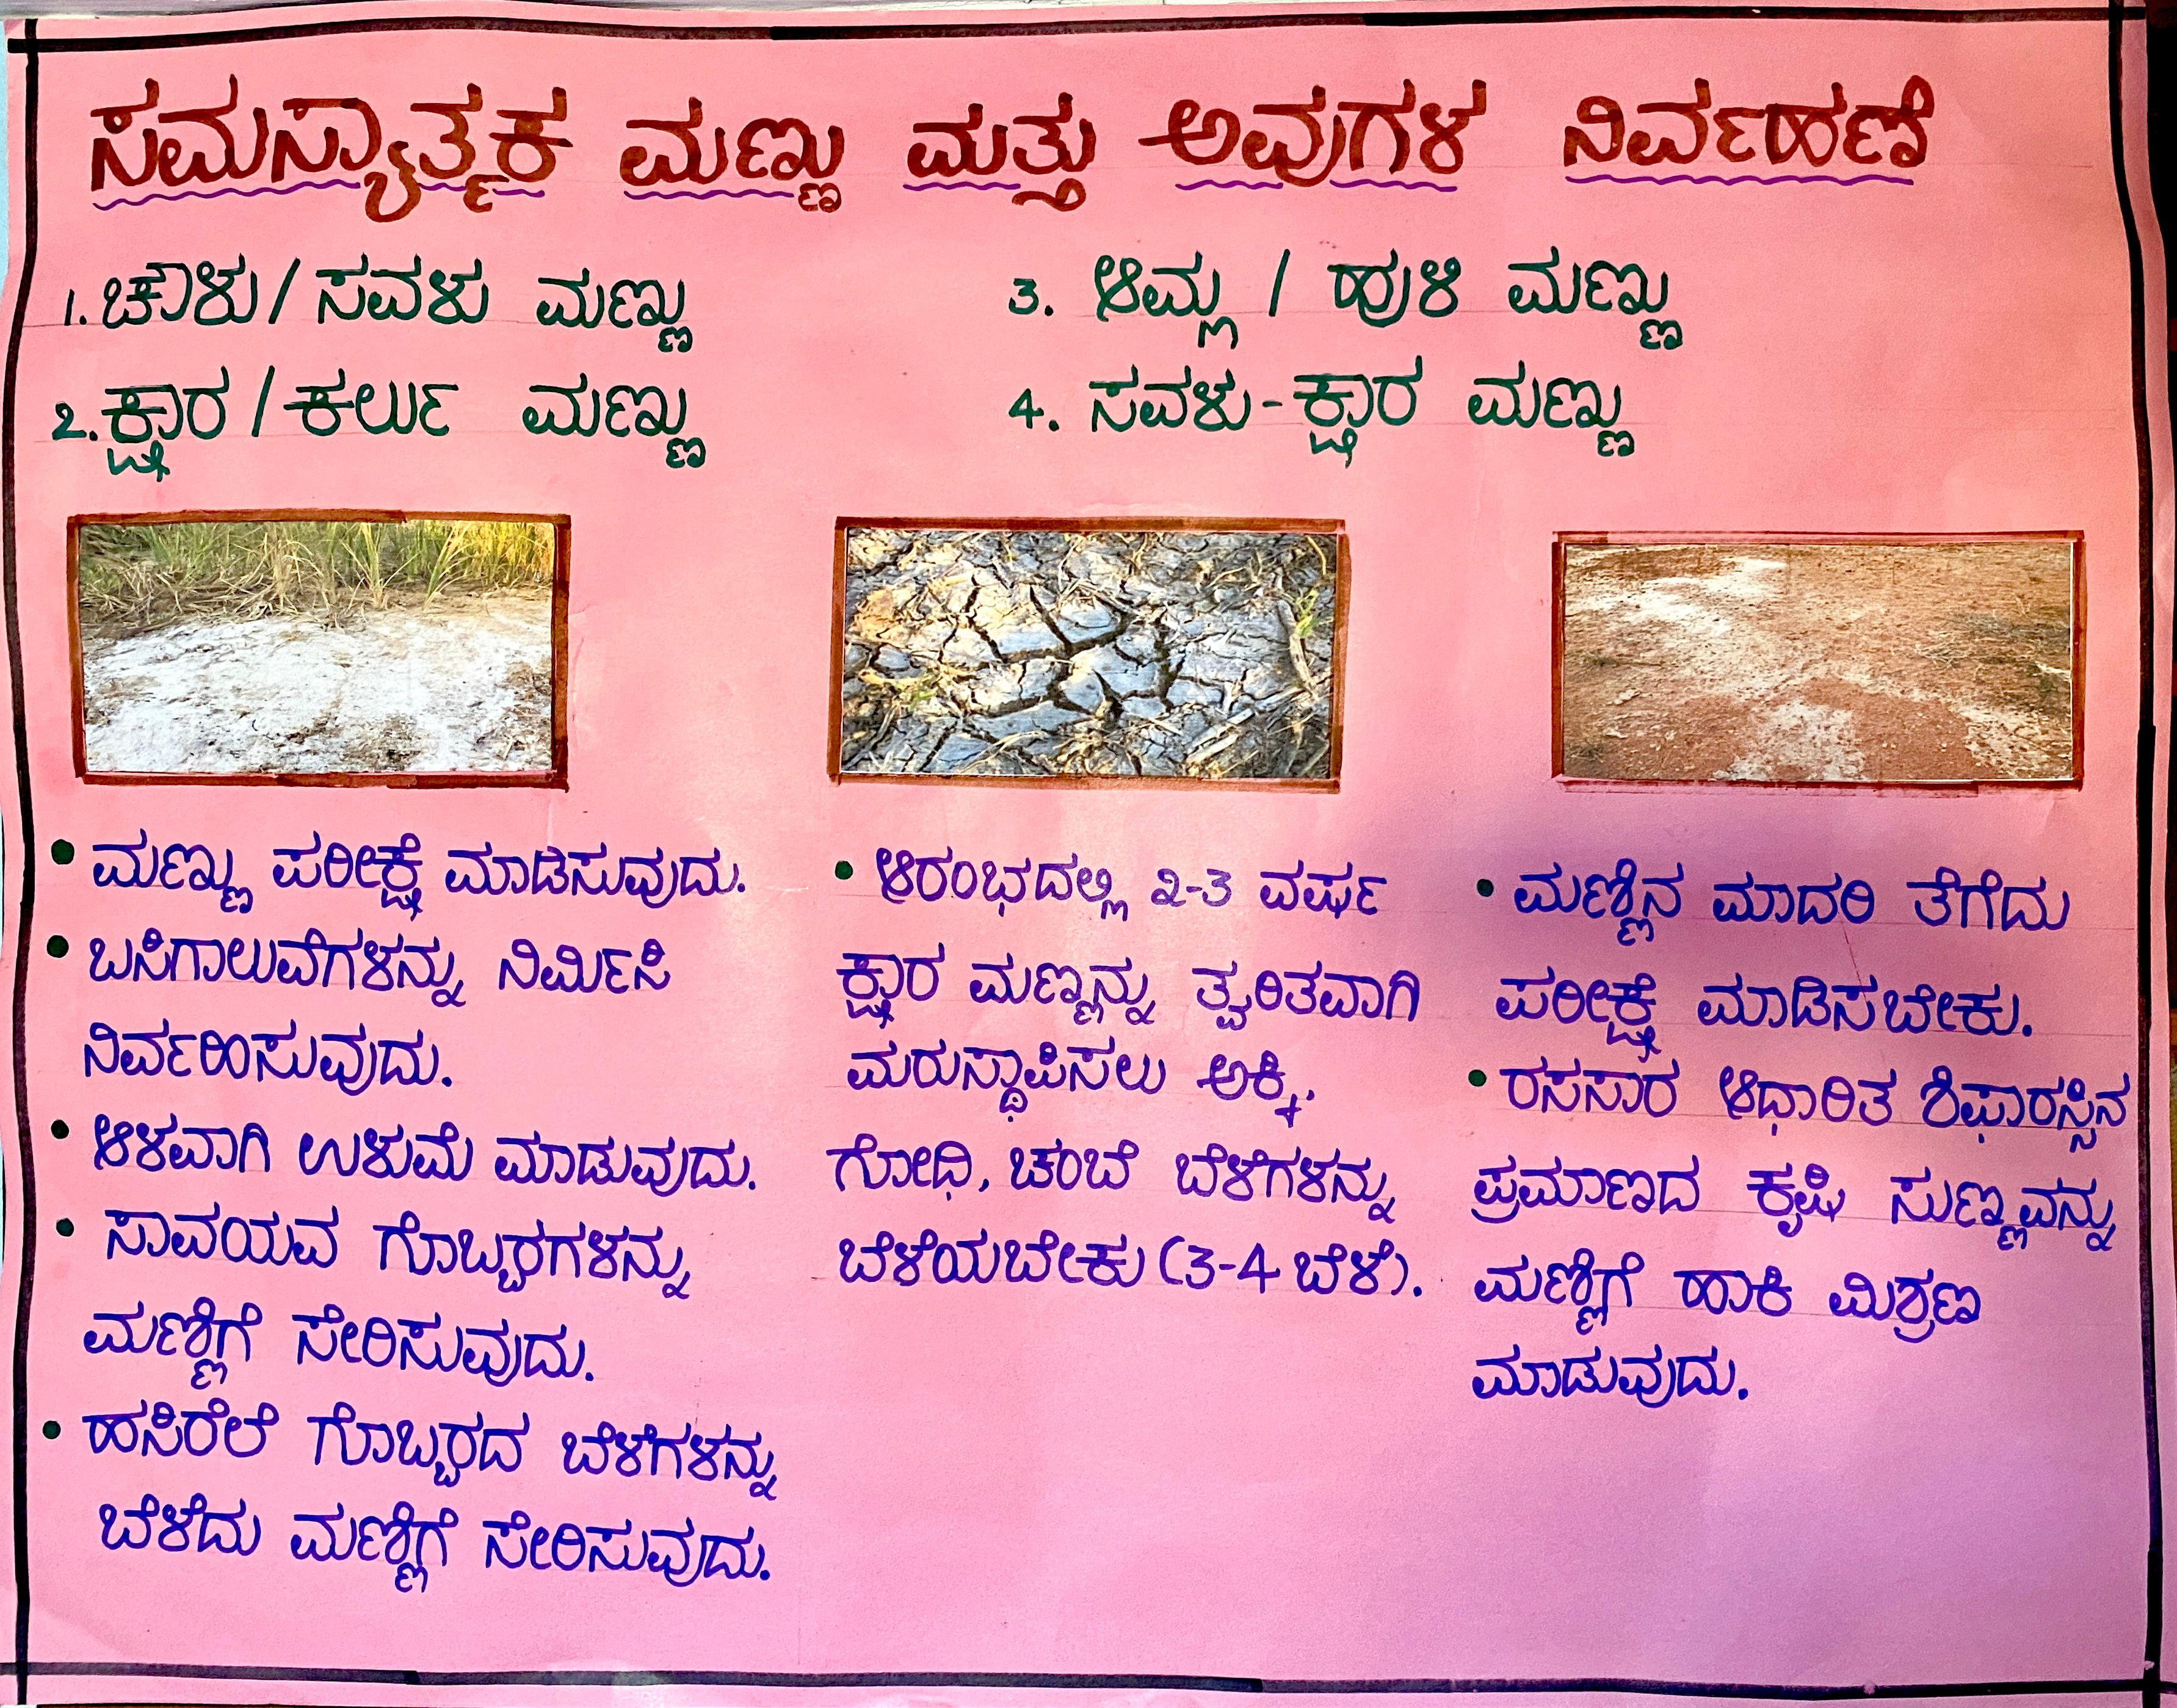 ಸಮಸ್ಯಾತ್ಮಕ ಮಣ್ಣು ಮತ್ತು ಅವುಗಳ ನಿರ್ವಹಣೆ
1. ಚೌಳು/ಸವಳು ಮಣ್ಣು
2. ಕ್ಷಾರ/ಕರ್ಲು ಮಣ್ಣು
3. ಆಮ್ಲ / ಹುಳಿ ಮಣ್ಣು
4. ಸವಳು-ಕ್ಷಾರ ಮಣ್ಣು
• ಮಣ್ಣು ಪರೀಕ್ಷೆ ಮಾಡಿಸುವುದು.
• ಬಸಿಗಾಲುವೆಗಳನ್ನು ನಿರ್ಮಿಸಿ
ನಿರ್ವಹಿಸುವುದು.
• ಆಳವಾಗಿ ಉಳುಮೆ ಮಾಡುವುದು.
• ಸಾವಯವ ಗೊಬ್ಬರಗಳನ್ನು
ಮಣ್ಣಿಗೆ ಸೇರಿಸುವುದು.
• ಹಸಿರೆಲೆ ಗೊಬ್ಬರದ ಬೆಳೆಗಳನ್ನು
ಬೆಳೆದು ಮಣ್ಣಿಗೆ ಸೇರಿಸುವುದು.
• ಆರಂಭದಲ್ಲಿ 2-3 ವರ್ಷ
ಕ್ಷಾರ ಮಣ್ಣನ್ನು ತ್ವರಿತವಾಗಿ
ಮರುಸ್ಥಾಪಿಸಲು ಅಕ್ಕಿ,
ಗೋಧಿ, ಚಂಬೆ ಬೆಳೆಗಳನ್ನು
ಬೆಳೆಯಬೇಕು (3-4 ಬೆಳೆ).
• ಮಣ್ಣಿನ ಮಾದರಿ ತೆಗೆದು
ಪರೀಕ್ಷೆ ಮಾಡಿಸಬೇಕು.
• ರಸಸಾರ ಆಧಾರಿತ ಶಿಫಾರಸ್ಸಿನ
ಪ್ರಮಾಣದ ಕೃಷಿ ಸುಣ್ಣವನ್ನು
ಮಣ್ಣಿಗೆ ಹಾಕಿ ಮಿಶ್ರಣ
ಮಾಡುವುದು.